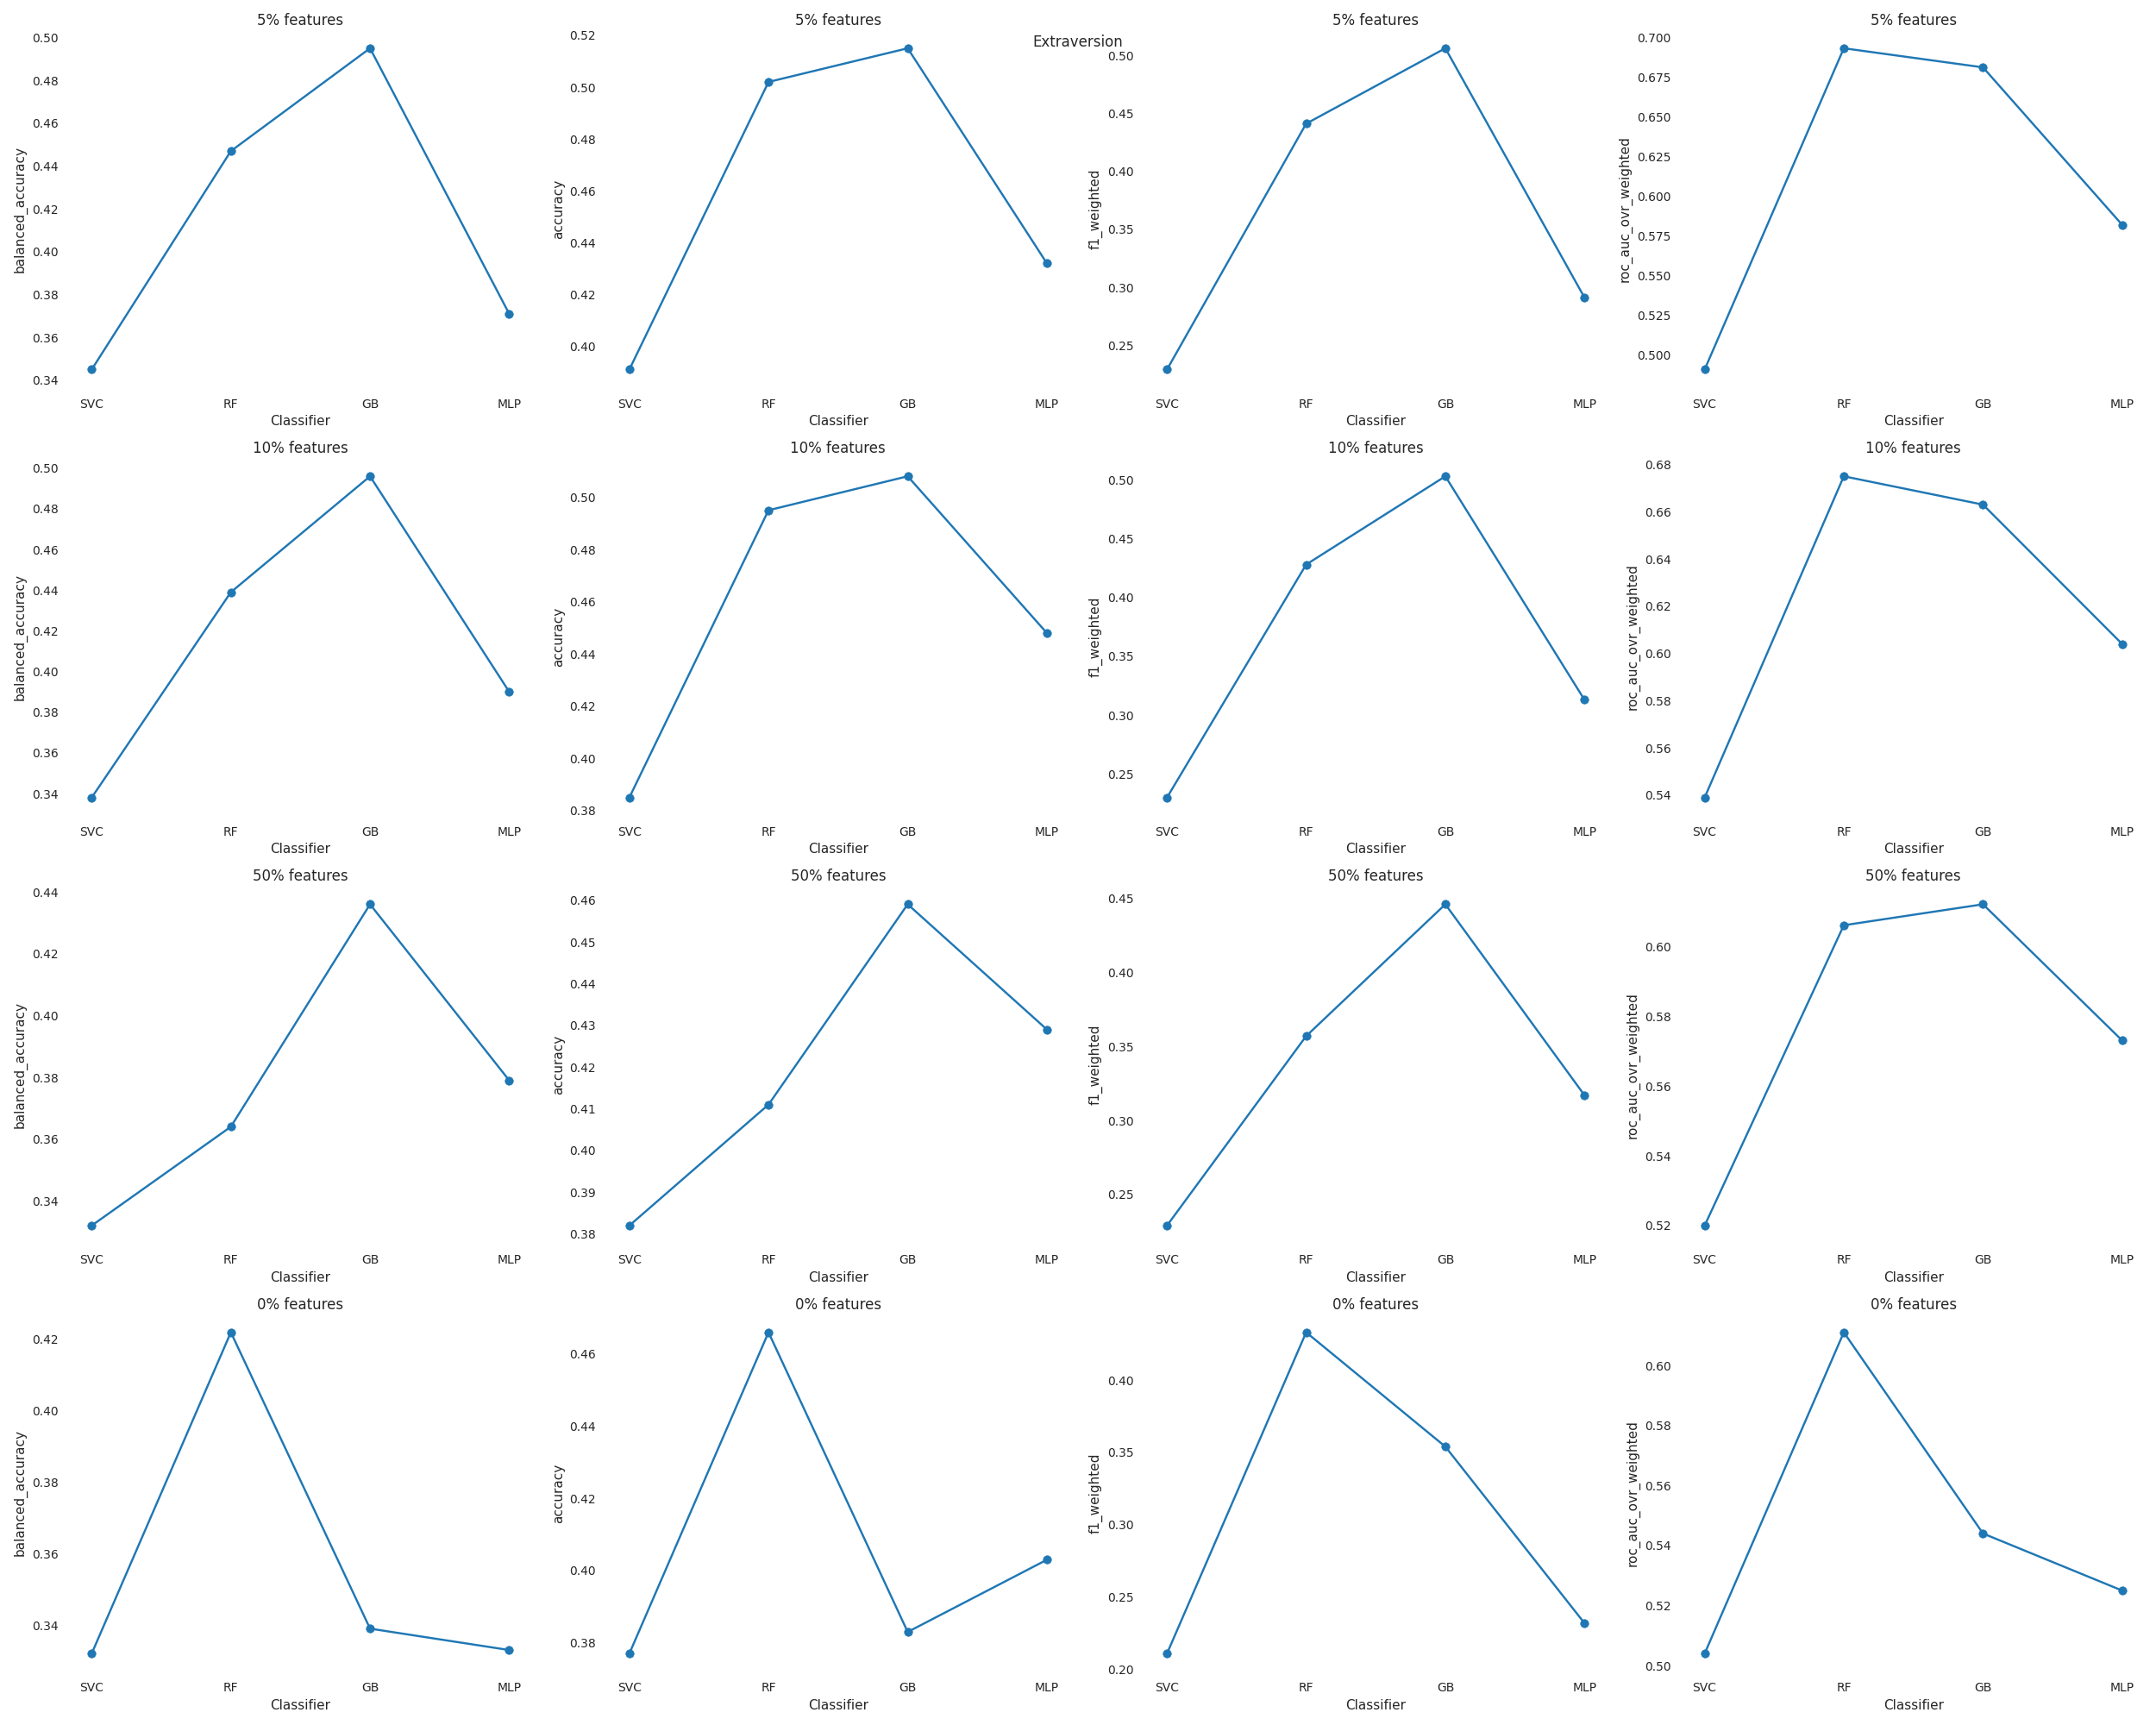 Extraversion
5% features
0.50
0.48
0.46
0.44
0.42
0.40
0.38
0.36
0.34
balanced_accuracy
SVC RF GB MLP
Classifier
5% features
0.52
0.50
0.48
0.46
0.44
0.42
0.40
accuracy
SVC RF GB MLP
Classifier
5% features
0.50
0.45
0.40
0.35
0.30
0.25
f1_weighted
SVC RF GB MLP
Classifier
5% features
0.700
0.675
0.650
0.625
0.600
0.575
0.550
0.525
0.500
roc_auc_ovr_weighted
SVC RF GB MLP
Classifier
10% features
0.50
0.48
0.46
0.44
0.42
0.40
0.38
0.36
0.34
balanced_accuracy
SVC RF GB MLP
Classifier
10% features
0.50
0.48
0.46
0.44
0.42
0.40
0.38
accuracy
SVC RF GB MLP
Classifier
10% features
0.50
0.45
0.40
0.35
0.30
0.25
f1_weighted
SVC RF GB MLP
Classifier
10% features
0.68
0.66
0.64
0.62
0.60
0.58
0.56
0.54
roc_auc_ovr_weighted
SVC RF GB MLP
Classifier
50% features
0.44
0.42
0.40
0.38
0.36
0.34
balanced_accuracy
SVC RF GB MLP
Classifier
50% features
0.46
0.45
0.44
0.43
0.42
0.41
0.40
0.39
0.38
accuracy
SVC RF GB MLP
Classifier
50% features
0.45
0.40
0.35
0.30
0.25
f1_weighted
SVC RF GB MLP
Classifier
50% features
0.60
0.58
0.56
0.54
0.52
roc_auc_ovr_weighted
SVC RF GB MLP
Classifier
0% features
0.42
0.40
0.38
0.36
0.34
balanced_accuracy
SVC RF GB MLP
Classifier
0% features
0.46
0.44
0.42
0.40
0.38
accuracy
SVC RF GB MLP
Classifier
0% features
0.40
0.35
0.30
0.25
0.20
f1_weighted
SVC RF GB MLP
Classifier
0% features
0.60
0.58
0.56
0.54
0.52
0.50
roc_auc_ovr_weighted
SVC RF GB MLP
Classifier